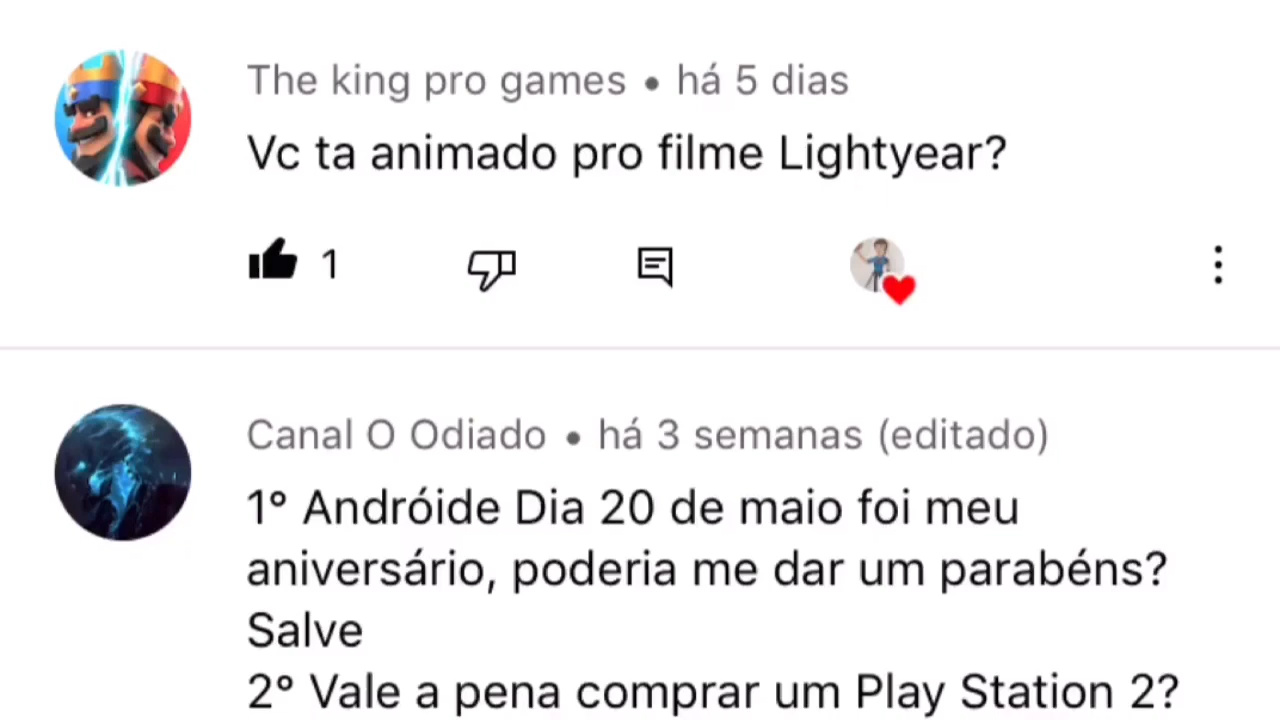 The king pro games • há 5 dias
Vc ta animado pro filme Lightyear?
1
Canal O Odiado • há 3 semanas (editado)
1° Andróide Dia 20 de maio foi meu
aniversário, poderia me dar um parabéns?
Salve
2° Vale a pena comprar um Play Station 2?